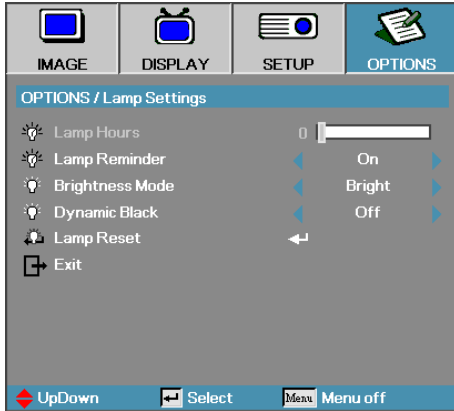 IMAGE DISPLAY SETUP OPTIONS
OPTIONS / Lamp Settings
Lamp Hours 0
Lamp Reminder On
Brightness Mode Bright
Dynamic Black Off
Lamp Reset
Exit
UpDown Select Menu Menu off